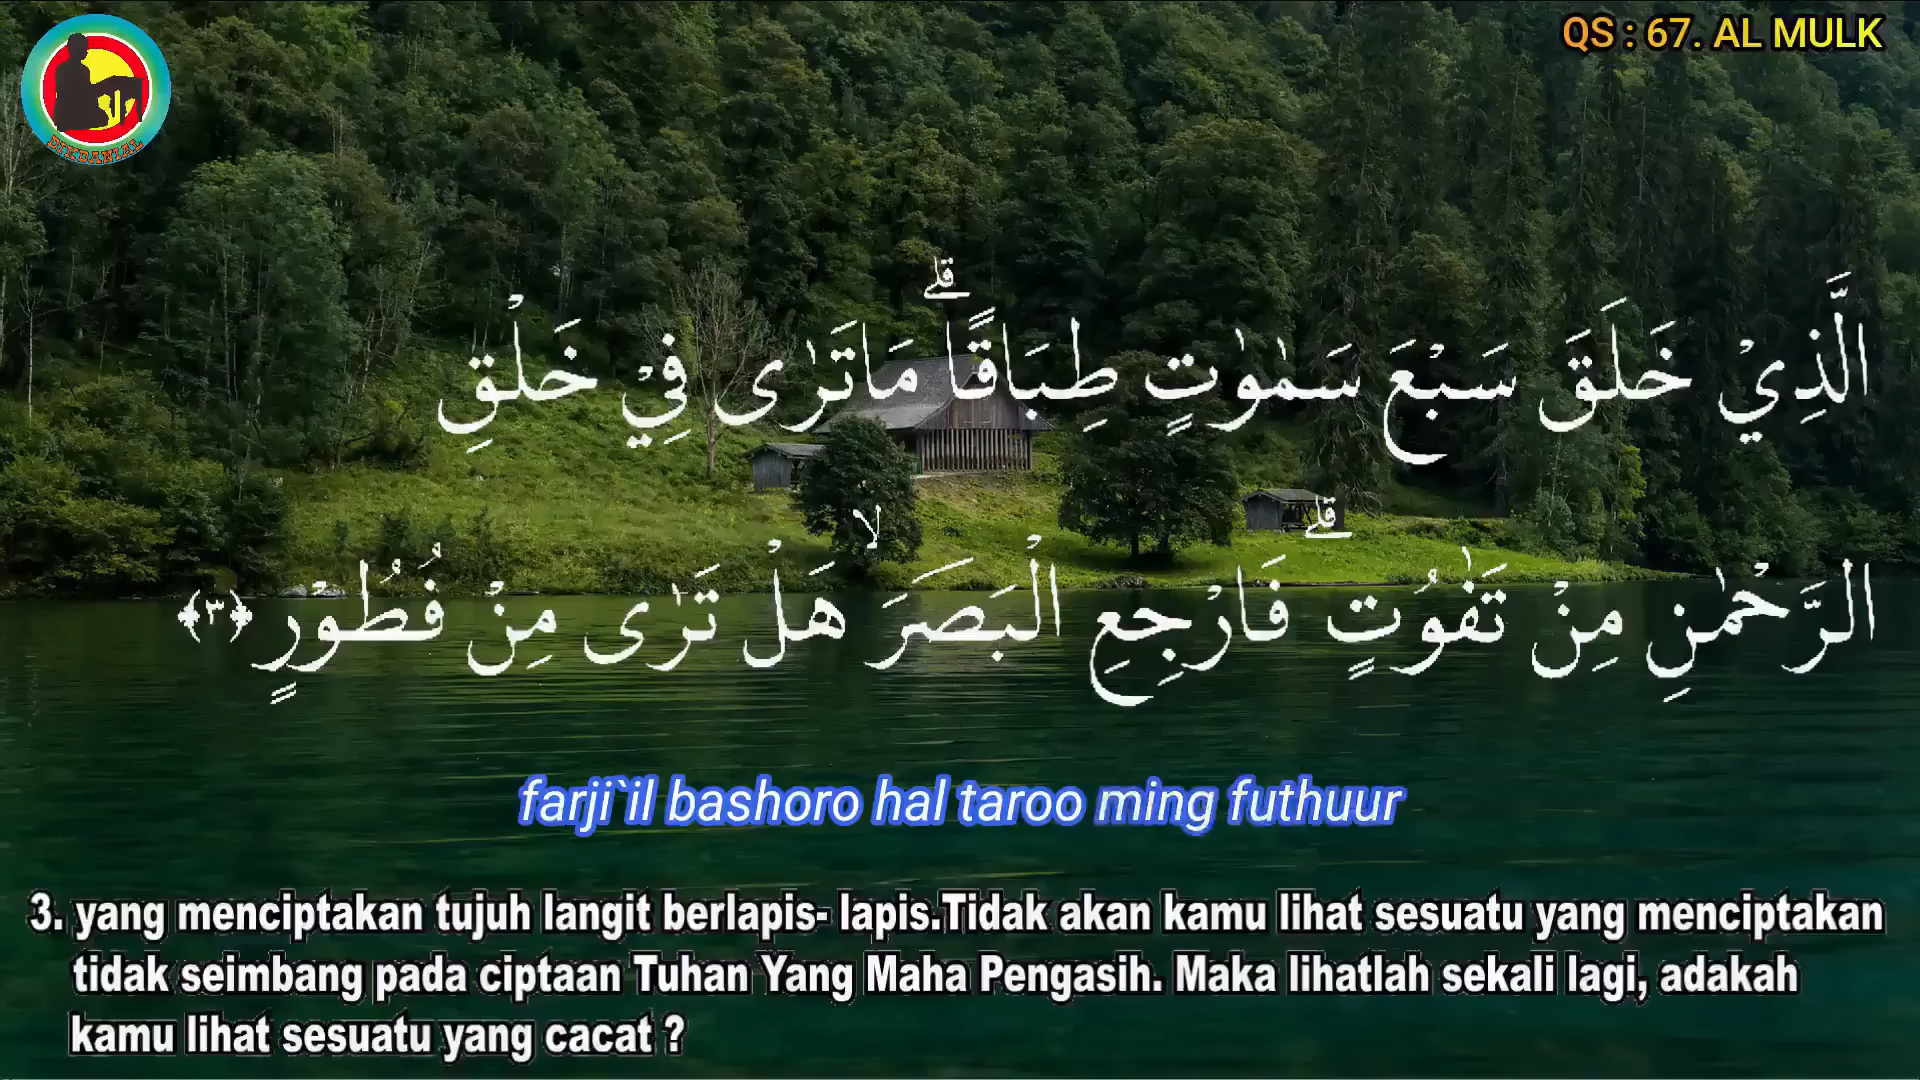 DIKDANIAL
QS : 67. AL MULK
الَّذِيْ خَلَقَ سَبْعَ سَمٰوٰتٍ طِبَاقًاۗ مَاتَرٰى فِيْ خَلْقِ
الرَّحْمٰنِ مِنْ تَفٰوُتٍۗ فَارْجِعِ الْبَصَرَۙ هَلْ تَرٰى مِنْ فُطُوْرٍ ﴿٣﴾
farji`il bashoro hal taroo ming futhuur
3. yang menciptakan tujuh langit berlapis- lapis.Tidak akan kamu lihat sesuatu yang menciptakan
tidak seimbang pada ciptaan Tuhan Yang Maha Pengasih. Maka lihatlah sekali lagi, adakah
kamu lihat sesuatu yang cacat ?